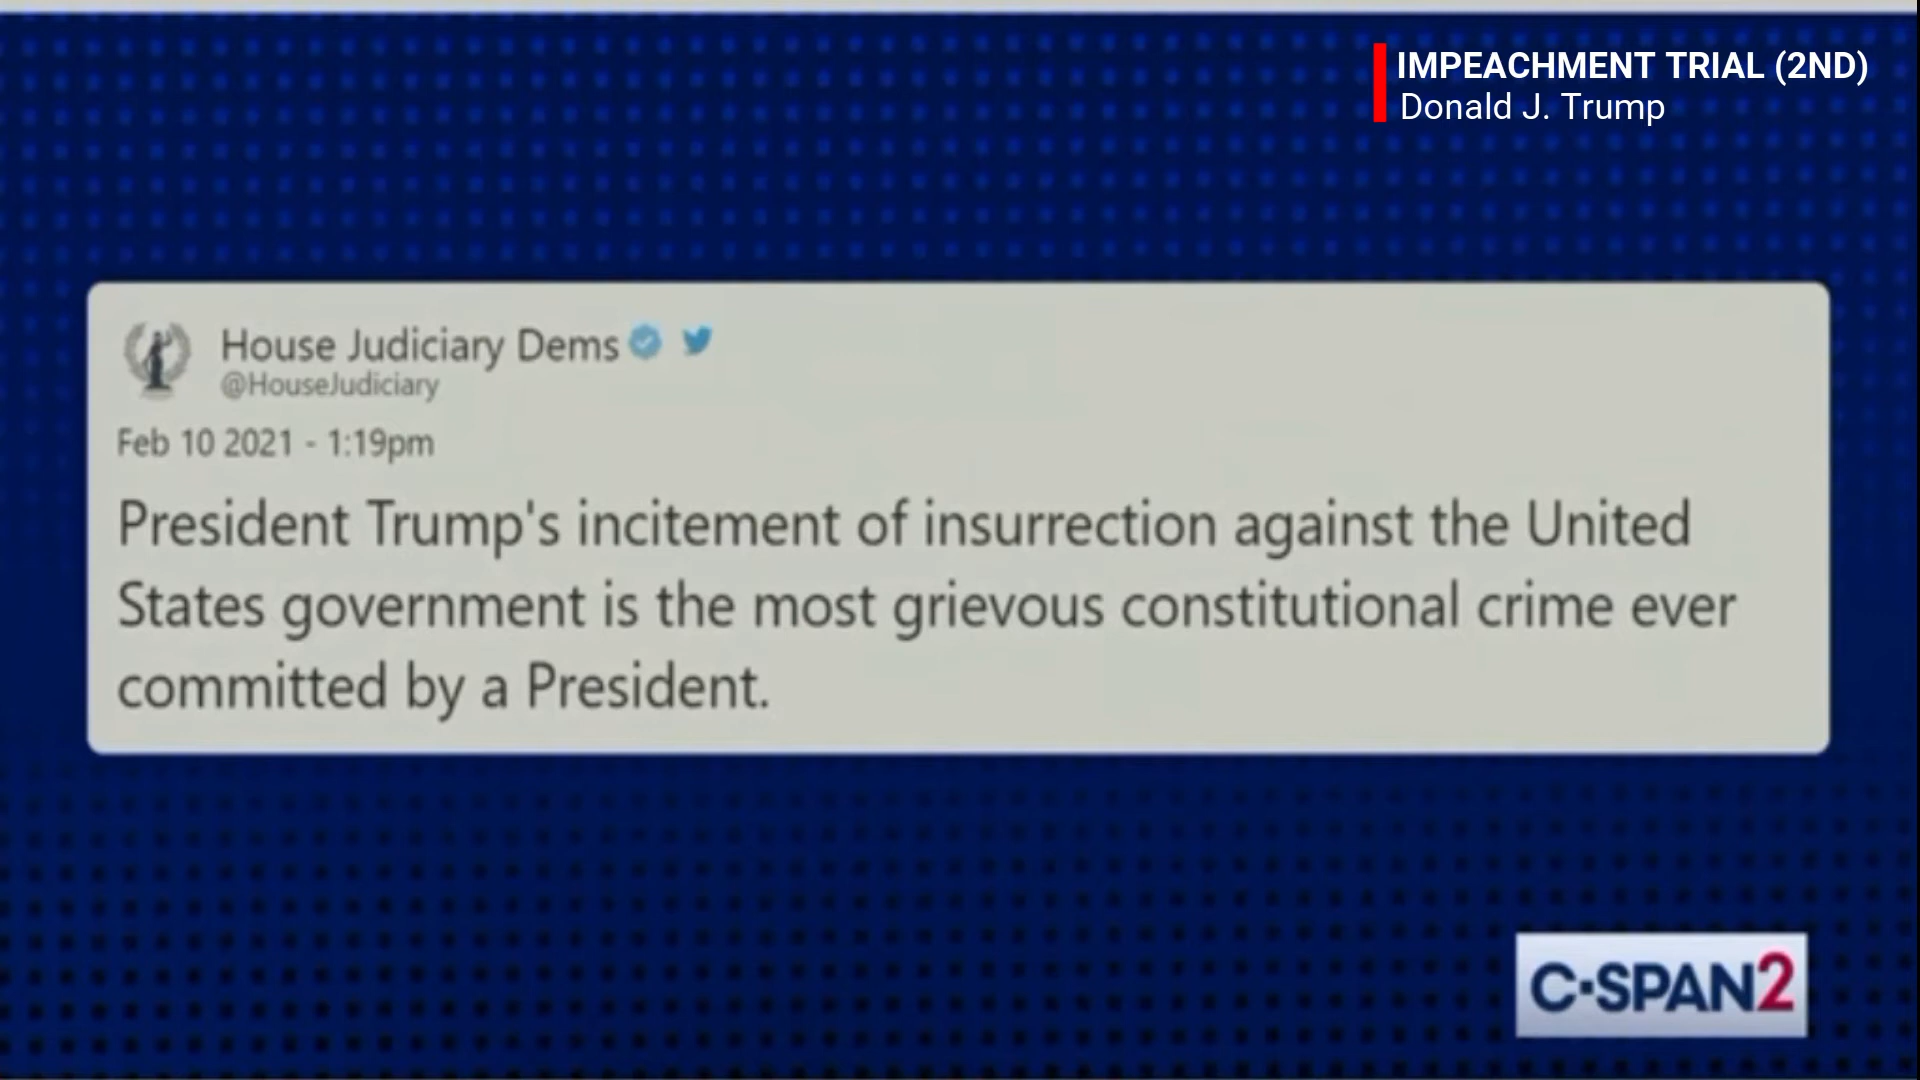 IMPEACHMENT TRIAL (2ND)
Donald J. Trump
House Judiciary Dems
@HouseJudiciary
Feb 10 2021 - 1:19pm
President Trump's incitement of insurrection against the United
States government is the most grievous constitutional crime ever
committed by a President.
C-SPAN2